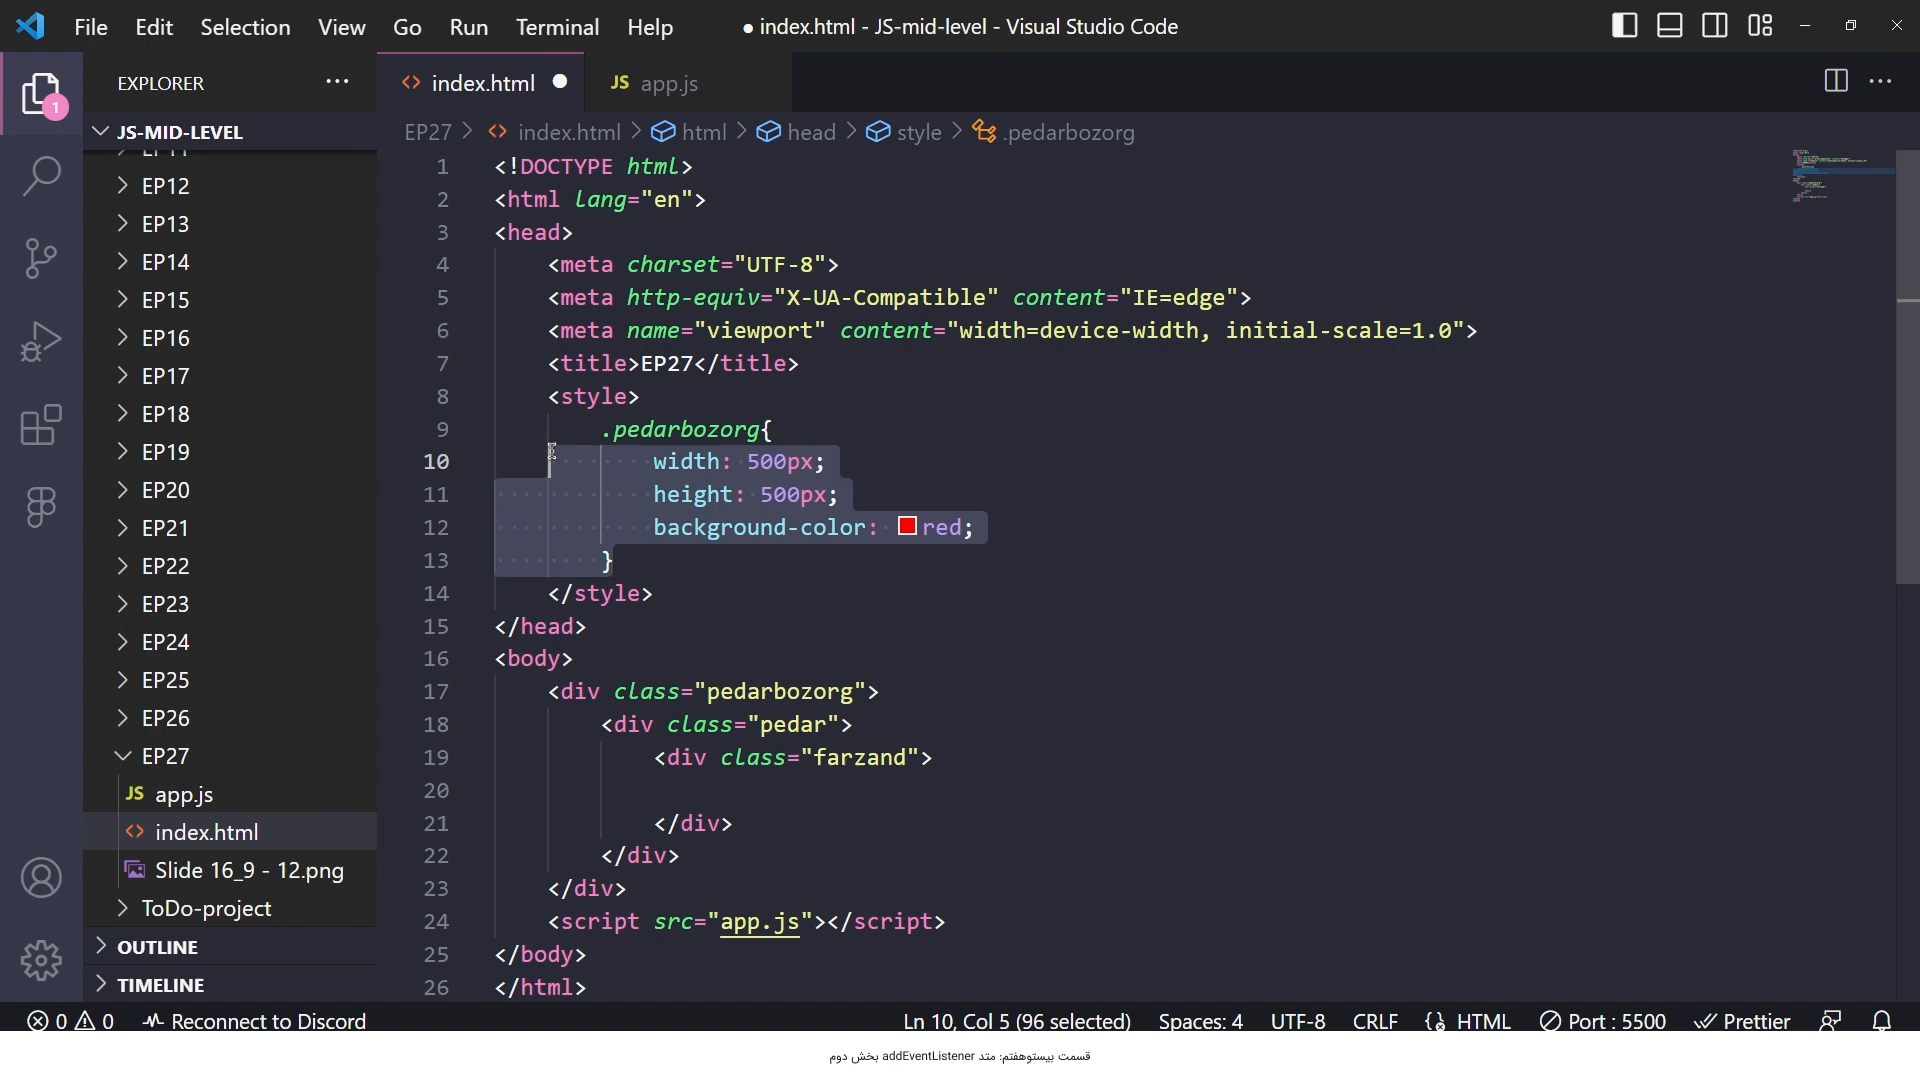 File Edit Selection View Go Run Terminal Help
● index.html - JS-mid-level - Visual Studio Code
EXPLORER
1
JS-MID-LEVEL
EP12
EP13
EP14
EP15
EP16
EP17
EP18
EP19
EP20
EP21
EP22
EP23
EP24
EP25
EP26
EP27
JS app.js
<> index.html
Slide 16_9 - 12.png
ToDo-project
OUTLINE
TIMELINE
<> index.html ●
JS app.js
EP27 > <> index.html > html > head > style > .pedarbozorg
1 <!DOCTYPE html>
2 <html lang="en">
3 <head>
4 <meta charset="UTF-8">
5 <meta http-equiv="X-UA-Compatible" content="IE=edge">
6 <meta name="viewport" content="width=device-width, initial-scale=1.0">
7 <title>EP27</title>
8 <style>
9 .pedarbozorg{
10 width: 500px;
11 height: 500px;
12 background-color: red;
13 }
14 </style>
15 </head>
16 <body>
17 <div class="pedarbozorg">
18 <div class="pedar">
19 <div class="farzand">
20
21 </div>
22 </div>
23 </div>
24 <script src="app.js"></script>
25 </body>
26 </html>
0 0 Reconnect to Discord
Ln 10, Col 5 (96 selected) Spaces: 4 UTF-8 CRLF HTML Port : 5500 Prettier
قسمت بیست‌وهفتم: متد addEventListener بخش دوم